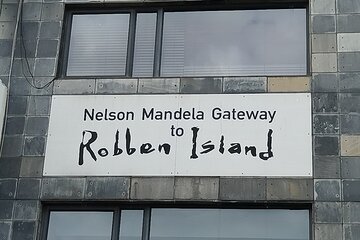 Nelson Mandela Gateway
to
Robben Island